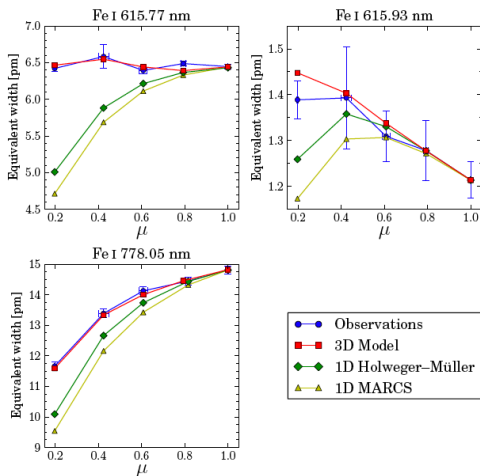 Fe I 615.77 nm
Equivalent width [pm]
7.0
6.5
6.0
5.5
5.0
4.5
0.2 0.4 0.6 0.8 1.0
μ
Fe I 615.93 nm
Equivalent width [pm]
1.5
1.4
1.3
1.2
0.2 0.4 0.6 0.8 1.0
μ
Fe I 778.05 nm
Equivalent width [pm]
15
14
13
12
11
10
9
0.2 0.4 0.6 0.8 1.0
μ
Observations
3D Model
1D Holweger–Müller
1D MARCS